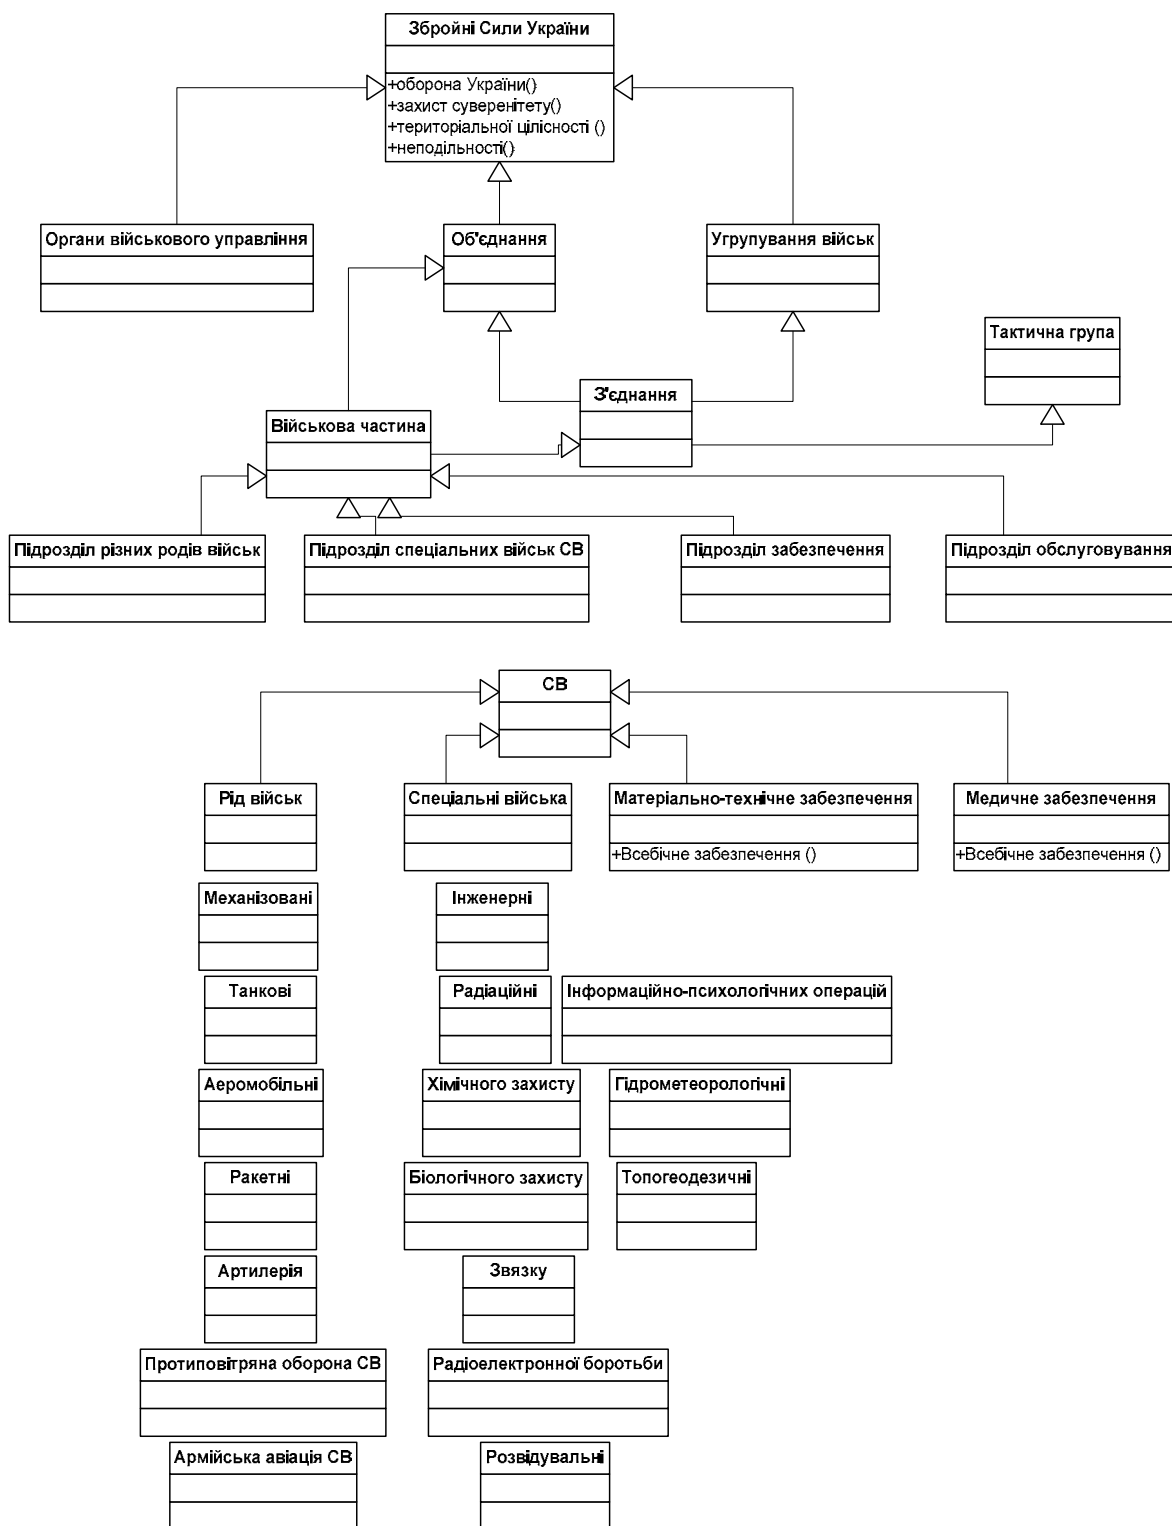 Збройні Сили України
+оборона України()
+захист суверенітету()
+територіальної цілісності ()
+неподільності()
Органи військового управління
Об'єднання
Угрупування військ
Тактична група
З'єднання
Військова частина
Підрозділ різних родів військ
Підрозділ спеціальних військ СВ
Підрозділ забезпечення
Підрозділ обслуговування
СВ
Рід військ
Спеціальні війська
Матеріально-технічне забезпечення
+Всебічне забезпечення ()
Медичне забезпечення
+Всебічне забезпечення ()
Механізовані
Інженерні
Танкові
Радіаційні
Інформаційно-психологічних операцій
Аеромобільні
Хімічного захисту
Гідрометеорологічні
Ракетні
Біологічного захисту
Топогеодезичні
Артилерія
Звязку
Протиповітряна оборона СВ
Радіоелектронної боротьби
Армійська авіація СВ
Розвідувальні